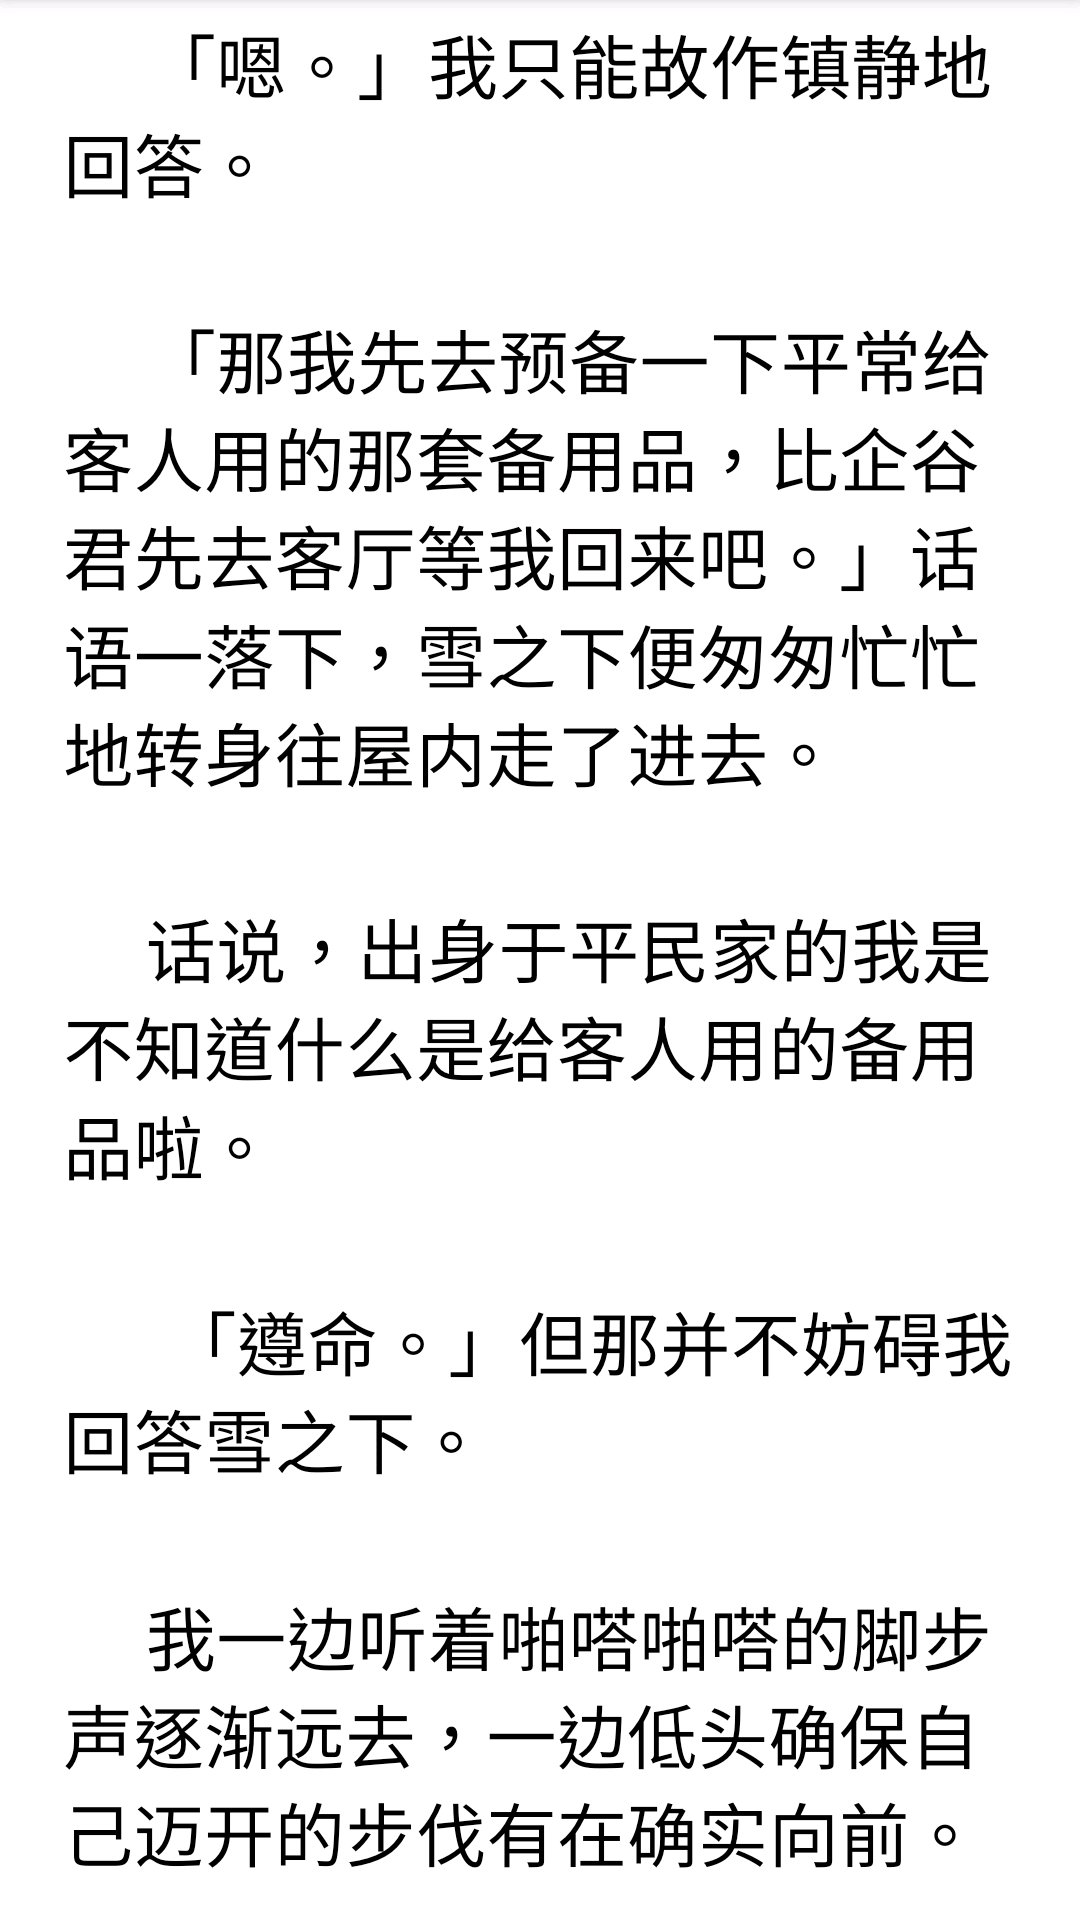 「嗯。」我只能故作镇静地
回答。
「那我先去预备一下平常给
客人用的那套备用品，比企谷
君先去客厅等我回来吧。」话
语一落下，雪之下便匆匆忙忙
地转身往屋内走了进去。
话说，出身于平民家的我是
不知道什么是给客人用的备用
品啦。
「遵命。」但那并不妨碍我
回答雪之下。
我一边听着啪嗒啪嗒的脚步
声逐渐远去，一边低头确保自
己迈开的步伐有在确实向前。